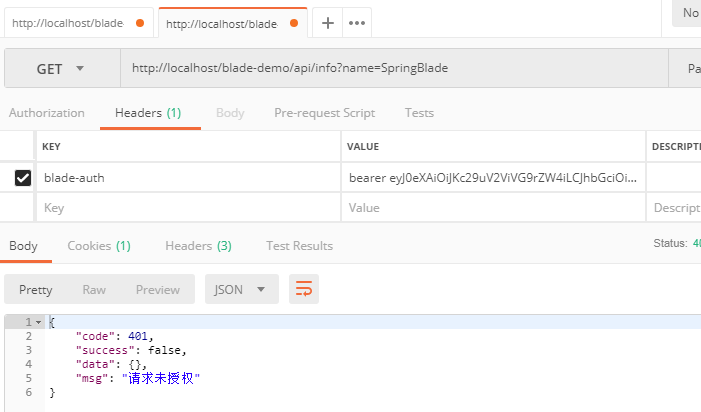 http://localhost/blade-
http://localhost/blade-
No
GET
http://localhost/blade-demo/api/info?name=SpringBlade
Pa
Authorization
Headers (1)
Body
Pre-request Script
Tests
KEY
VALUE
DESCRIPTI
blade-auth
bearer eyJ0eXAiOiJKc29uV2ViVG9rZW4iLCJhbGciOi...
Key
Value
Descript
Body
Cookies (1)
Headers (3)
Test Results
Status: 40
Pretty
Raw
Preview
JSON
1 {
2 "code": 401,
3 "success": false,
4 "data": {},
5 "msg": "请求未授权"
6 }